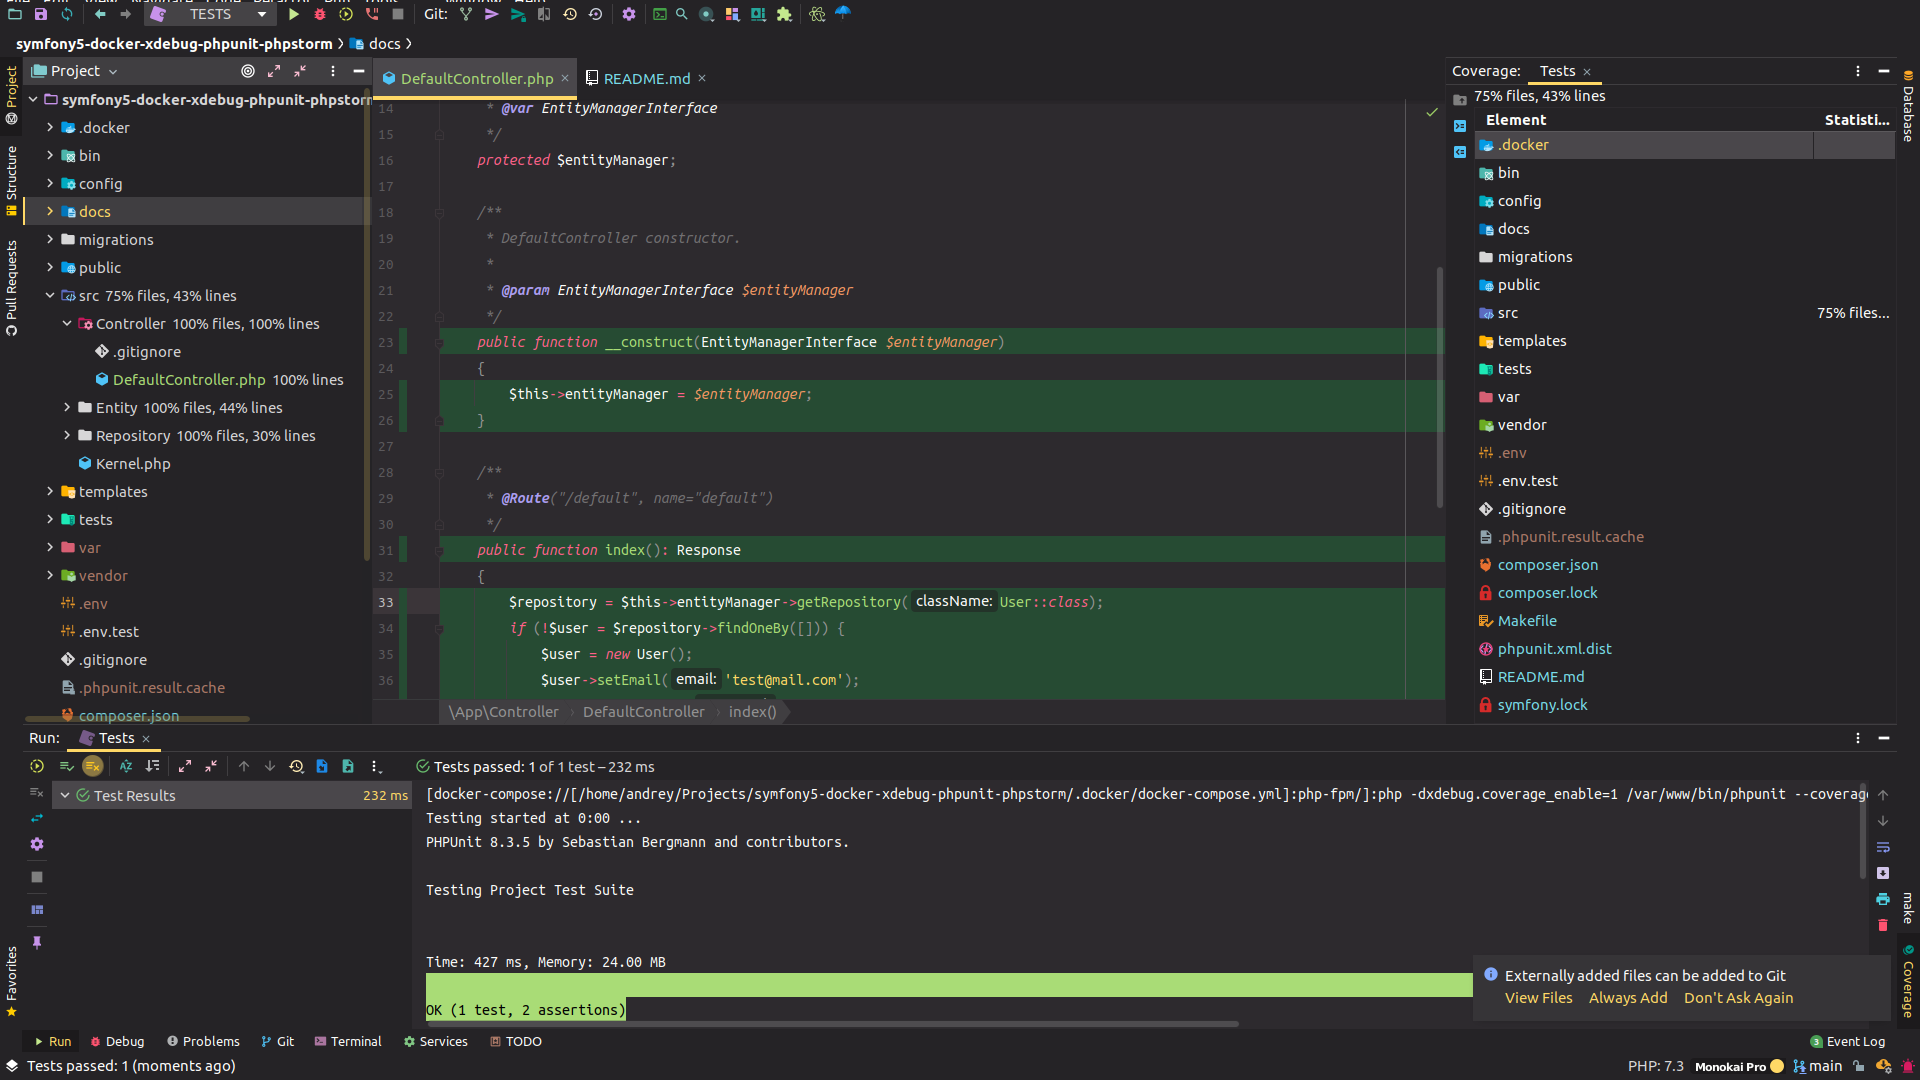 TESTS
Git:
symfony5-docker-xdebug-phpunit-phpstorm
docs
Project
DefaultController.php
README.md
Project
Structure
Pull Requests
Favorites
symfony5-docker-xdebug-phpunit-phpstorm
.docker
bin
config
docs
migrations
public
src 75% files, 43% lines
Controller 100% files, 100% lines
.gitignore
DefaultController.php 100% lines
Entity 100% files, 44% lines
Repository 100% files, 30% lines
Kernel.php
templates
tests
var
vendor
.env
.env.test
.gitignore
.phpunit.result.cache
composer.json
14 * @var EntityManagerInterface
15 */
16 protected $entityManager;
17
18 /**
19 * DefaultController constructor.
20 *
21 * @param EntityManagerInterface $entityManager
22 */
23 public function __construct(EntityManagerInterface $entityManager)
24 {
25 $this->entityManager = $entityManager;
26 }
27
28 /**
29 * @Route("/default", name="default")
30 */
31 public function index(): Response
32 {
33 $repository = $this->entityManager->getRepository( className: User::class);
34 if (!$user = $repository->findOneBy([])) {
35 $user = new User();
36 $user->setEmail( email: 'test@mail.com');
\App\Controller › DefaultController › index()
Coverage: Tests
75% files, 43% lines
Element Statisti...
.docker
bin
config
docs
migrations
public
src 75% files...
templates
tests
var
vendor
.env
.env.test
.gitignore
.phpunit.result.cache
composer.json
composer.lock
Makefile
phpunit.xml.dist
README.md
symfony.lock
Database
make
Coverage
Run: Tests
Tests passed: 1 of 1 test – 232 ms
Test Results 232 ms
[docker-compose://[/home/andrey/Projects/symfony5-docker-xdebug-phpunit-phpstorm/.docker/docker-compose.yml]:php-fpm/]:php -dxdebug.coverage_enable=1 /var/www/bin/phpunit --coverage
Testing started at 0:00 ...
PHPUnit 8.3.5 by Sebastian Bergmann and contributors.
Testing Project Test Suite
Time: 427 ms, Memory: 24.00 MB
OK (1 test, 2 assertions)
Externally added files can be added to Git
View Files Always Add Don't Ask Again
Run Debug Problems Git Terminal Services TODO
3 Event Log
Tests passed: 1 (moments ago)
PHP: 7.3 Monokai Pro main